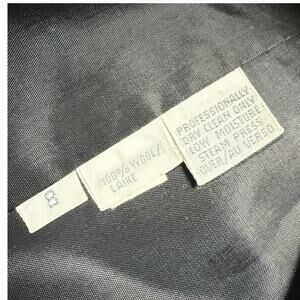 8
100%WOOL/
LAINE
PROFESSIONALLY
DRY CLEAN ONLY
LOW MOISTURE
STEAM PRESS
OVER/AU VERSO